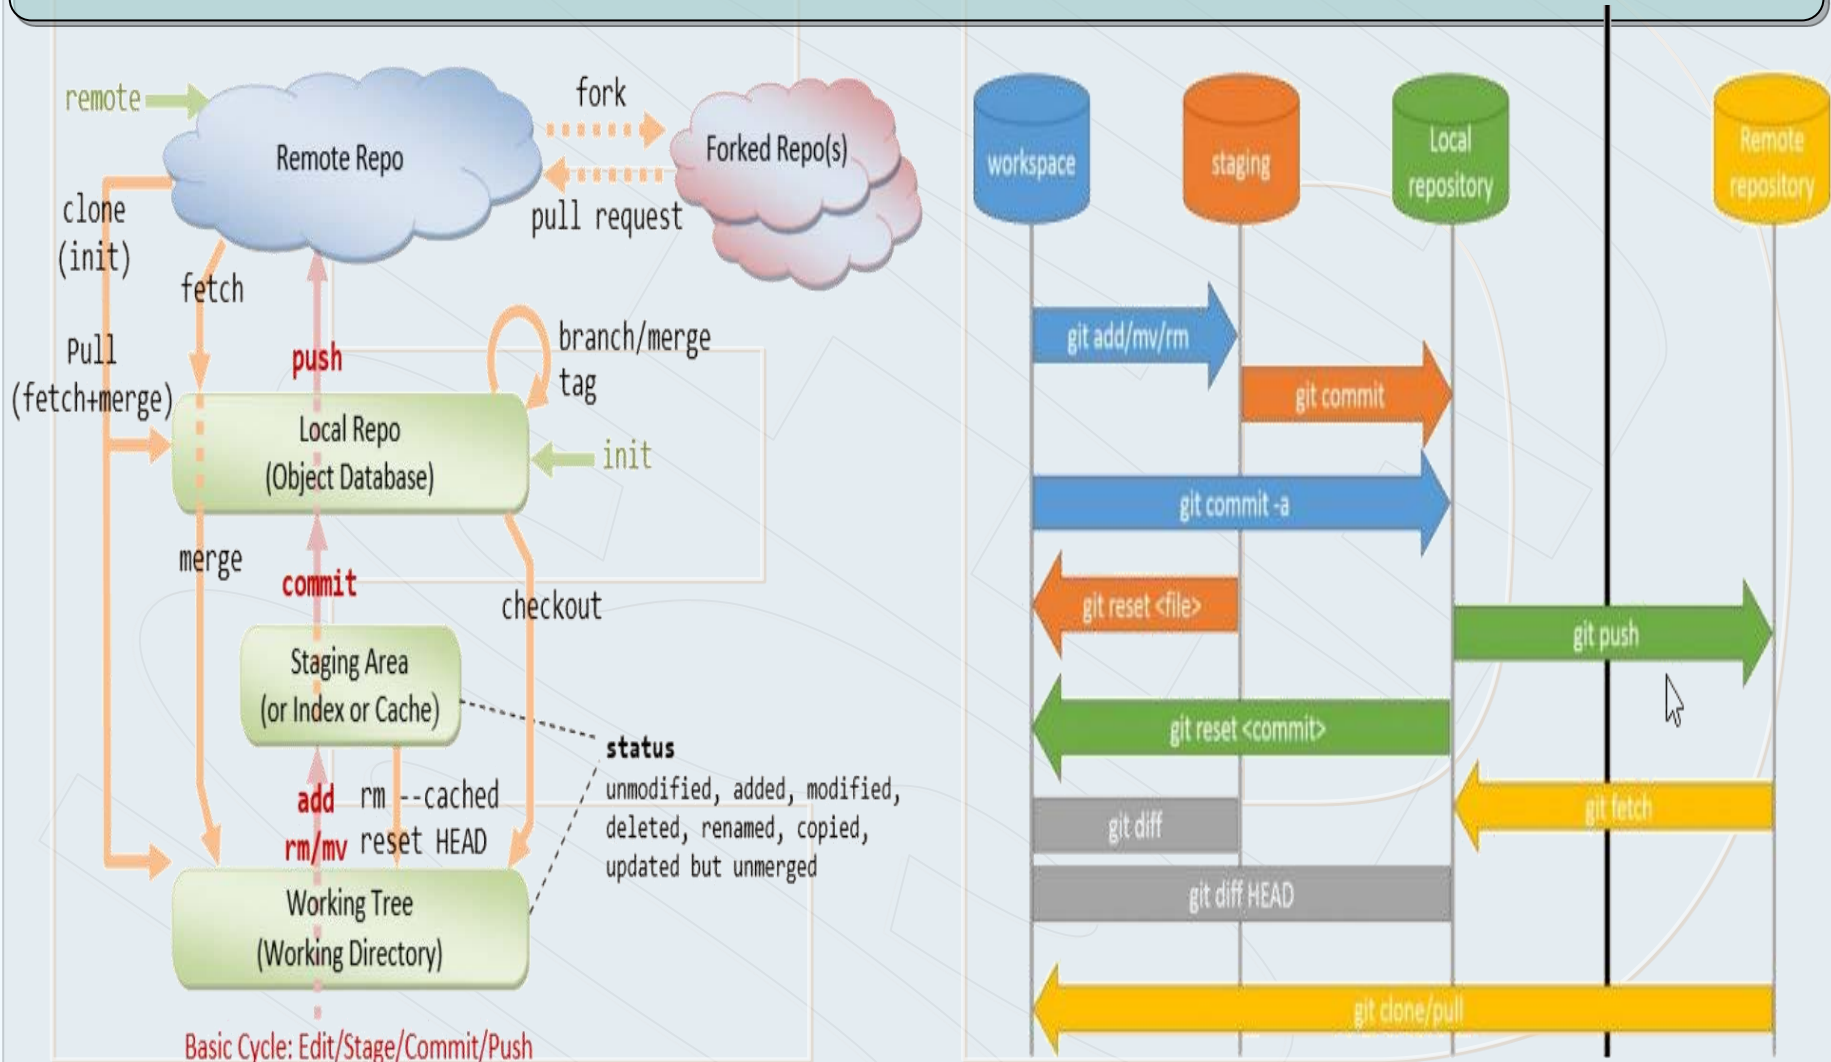 remote
Remote Repo
fork
pull request
Forked Repo(s)
clone
(init)
fetch
Pull
(fetch+merge)
push
branch/merge
tag
Local Repo
(Object Database)
init
merge
commit
checkout
Staging Area
(or Index or Cache)
status
unmodified, added, modified,
deleted, renamed, copied,
updated but unmerged
add
rm/mv
rm --cached
reset HEAD
Working Tree
(Working Directory)
Basic Cycle: Edit/Stage/Commit/Push
workspace
staging
Local
repository
Remote
repository
git add/mv/rm
git commit
git commit -a
git reset <file>
git push
git reset <commit>
git fetch
git diff
git diff HEAD
git clone/pull